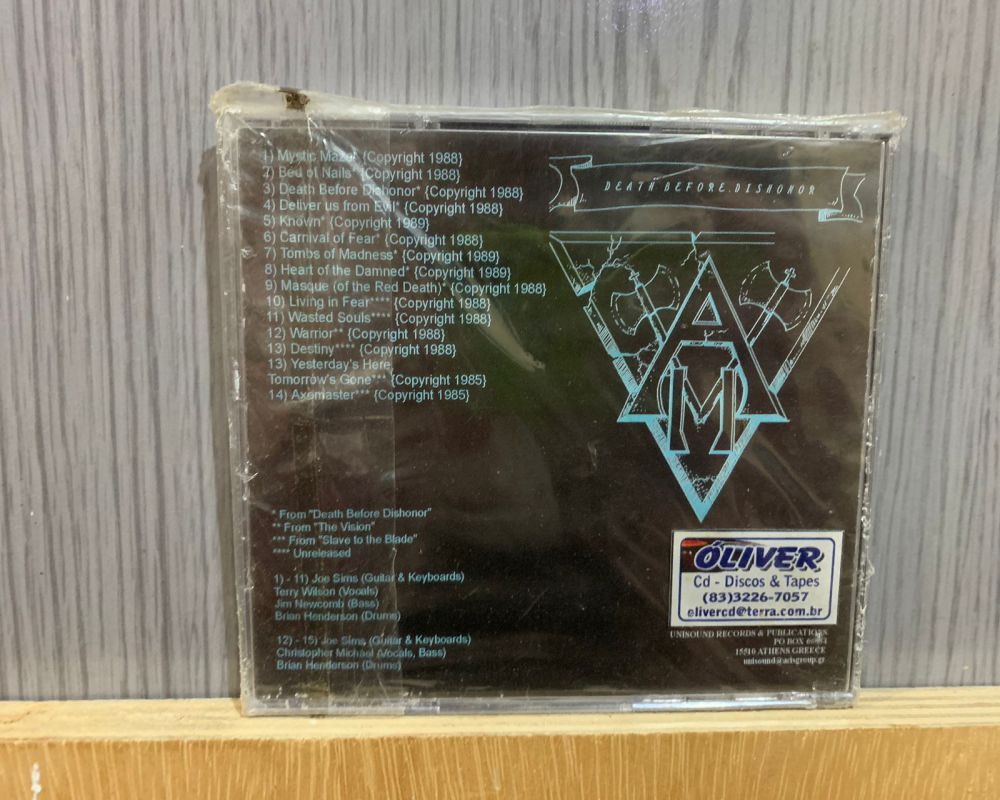 1) Mystic Maze* {Copyright 1988}
2) Bed of Nails* {Copyright 1988}
3) Death Before Dishonor* {Copyright 1988}
4) Deliver us from Evil* {Copyright 1988}
5) Known* {Copyright 1989}
6) Carnival of Fear* {Copyright 1988}
7) Tombs of Madness* {Copyright 1989}
8) Heart of the Damned* {Copyright 1989}
9) Masque (of the Red Death)* {Copyright 1988}
10) Living in Fear**** {Copyright 1988}
11) Wasted Souls**** {Copyright 1988}
12) Warrior** {Copyright 1988}
13) Destiny**** {Copyright 1988}
13) Yesterday's Here,
Tomorrow's Gone*** {Copyright 1985}
14) Axemaster*** {Copyright 1985}
* From "Death Before Dishonor"
** From "The Vision"
*** From "Slave to the Blade"
**** Unreleased
1) - 11) Joe Sims (Guitar & Keyboards)
Terry Wilson (Vocals)
Jim Newcomb (Bass)
Brian Henderson (Drums)
12) - 15) Joe Sims (Guitar & Keyboards)
Christopher Michael (Vocals, Bass)
Brian Henderson (Drums)
DEATH BEFORE DISHONOR
A
M
ÓLIVER
Cd - Discos & Tapes
(83)3226-7057
olivercd@terra.com.br
UNISOUND RECORDS & PUBLICATIONS
PO BOX
15510 ATHENS GREECE
unisound@acisgroup.gr